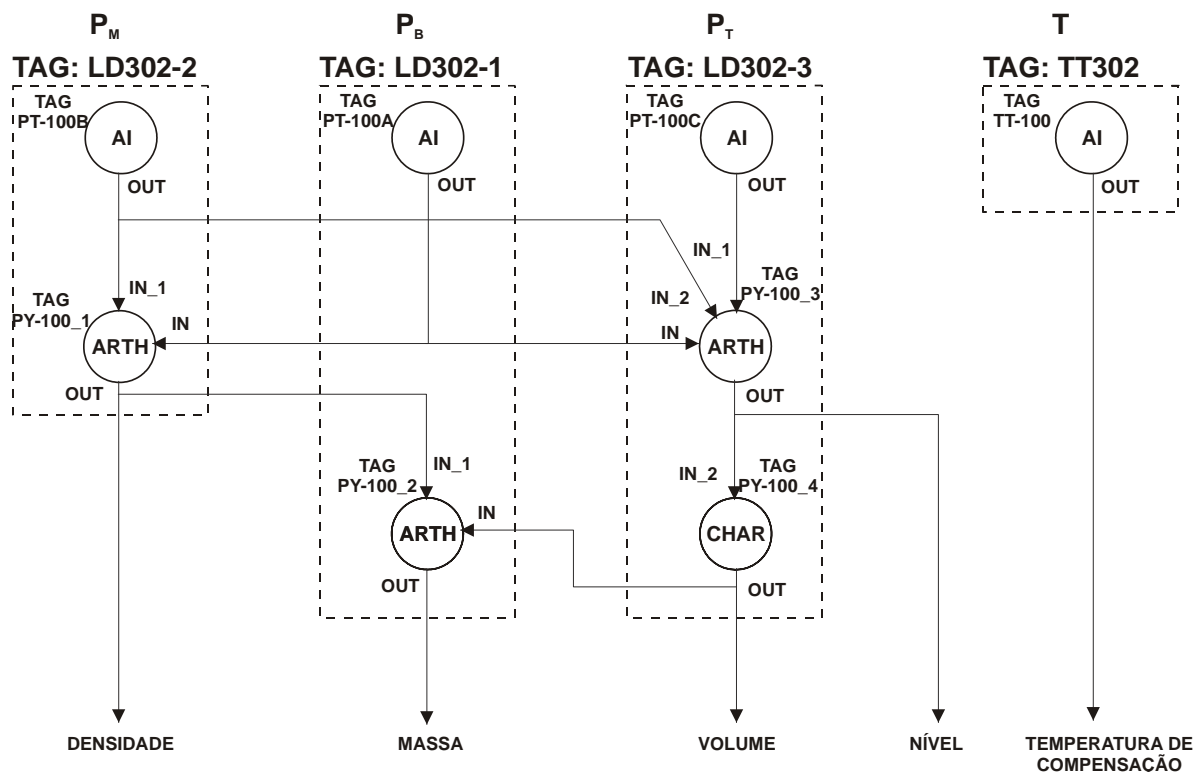 PM
PB
PT
T
TAG: LD302-2
TAG: LD302-1
TAG: LD302-3
TAG: TT302
TAG
PT-100B
AI
OUT
TAG
PT-100A
AI
OUT
TAG
PT-100C
AI
OUT
TAG
TT-100
AI
OUT
IN_1
TAG
PY-100_1
IN
ARTH
OUT
IN_1
TAG
PY-100_3
IN_2
IN
ARTH
OUT
IN_1
TAG
PY-100_2
IN
ARTH
OUT
IN_2
TAG
PY-100_4
CHAR
OUT
DENSIDADE
MASSA
VOLUME
NÍVEL
TEMPERATURA DE
COMPENSAÇÃO